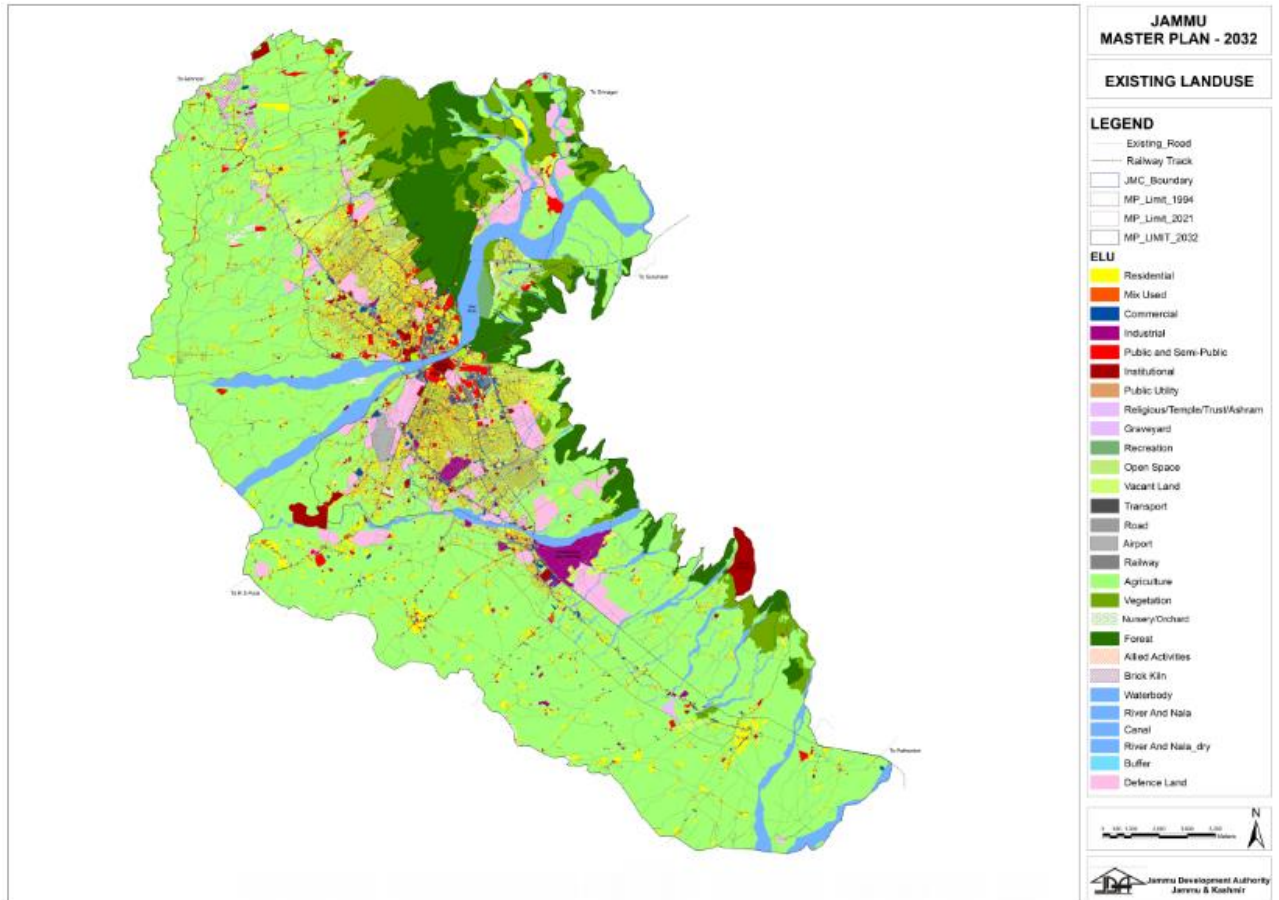 JAMMU
MASTER PLAN - 2032
EXISTING LANDUSE
LEGEND
Existing_Road
Railway Track
JMC_Boundary
MP_Limit_1994
MP_Limit_2021
MP_LIMIT_2032
ELU
Residential
Mix Used
Commercial
Industrial
Public and Semi-Public
Institutional
Public Utility
Religious/Temple/Trust/Ashram
Graveyard
Recreation
Open Space
Vacant Land
Transport
Road
Airport
Railway
Agriculture
Vegetation
Nursery/Orchard
Forest
Allied Activities
Brick Kiln
Waterbody
River And Nala
Canal
River And Nala_dry
Buffer
Defence Land
N
Meters
JDA
Jammu Development Authority
Jammu & Kashmir
To Srinagar